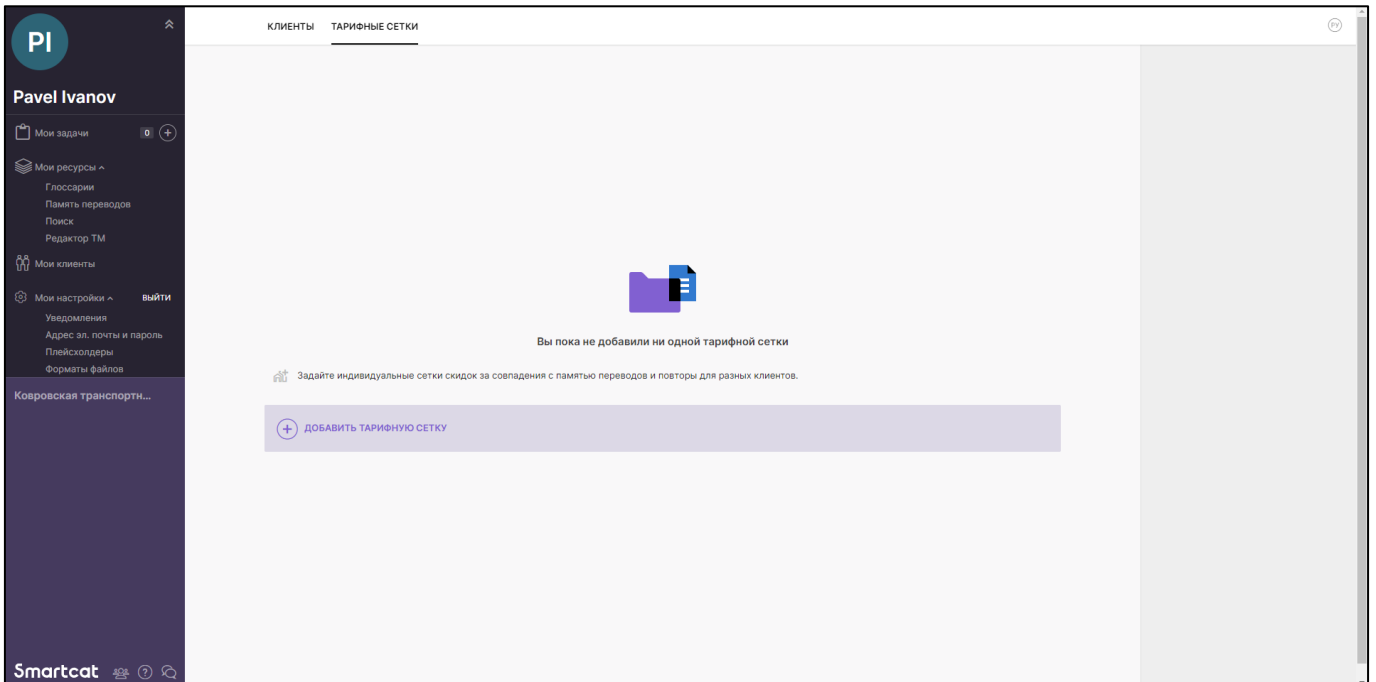 PI
Pavel Ivanov
Мои задачи 0
Мои ресурсы
Глоссарии
Память переводов
Поиск
Редактор ТМ
Мои клиенты
Мои настройки ВЫЙТИ
Уведомления
Адрес эл. почты и пароль
Плейсхолдеры
Форматы файлов
Ковровская транспортн...
Smartcat
КЛИЕНТЫ ТАРИФНЫЕ СЕТКИ
РУ
Вы пока не добавили ни одной тарифной сетки
Задайте индивидуальные сетки скидок за совпадения с памятью переводов и повторы для разных клиентов.
ДОБАВИТЬ ТАРИФНУЮ СЕТКУ